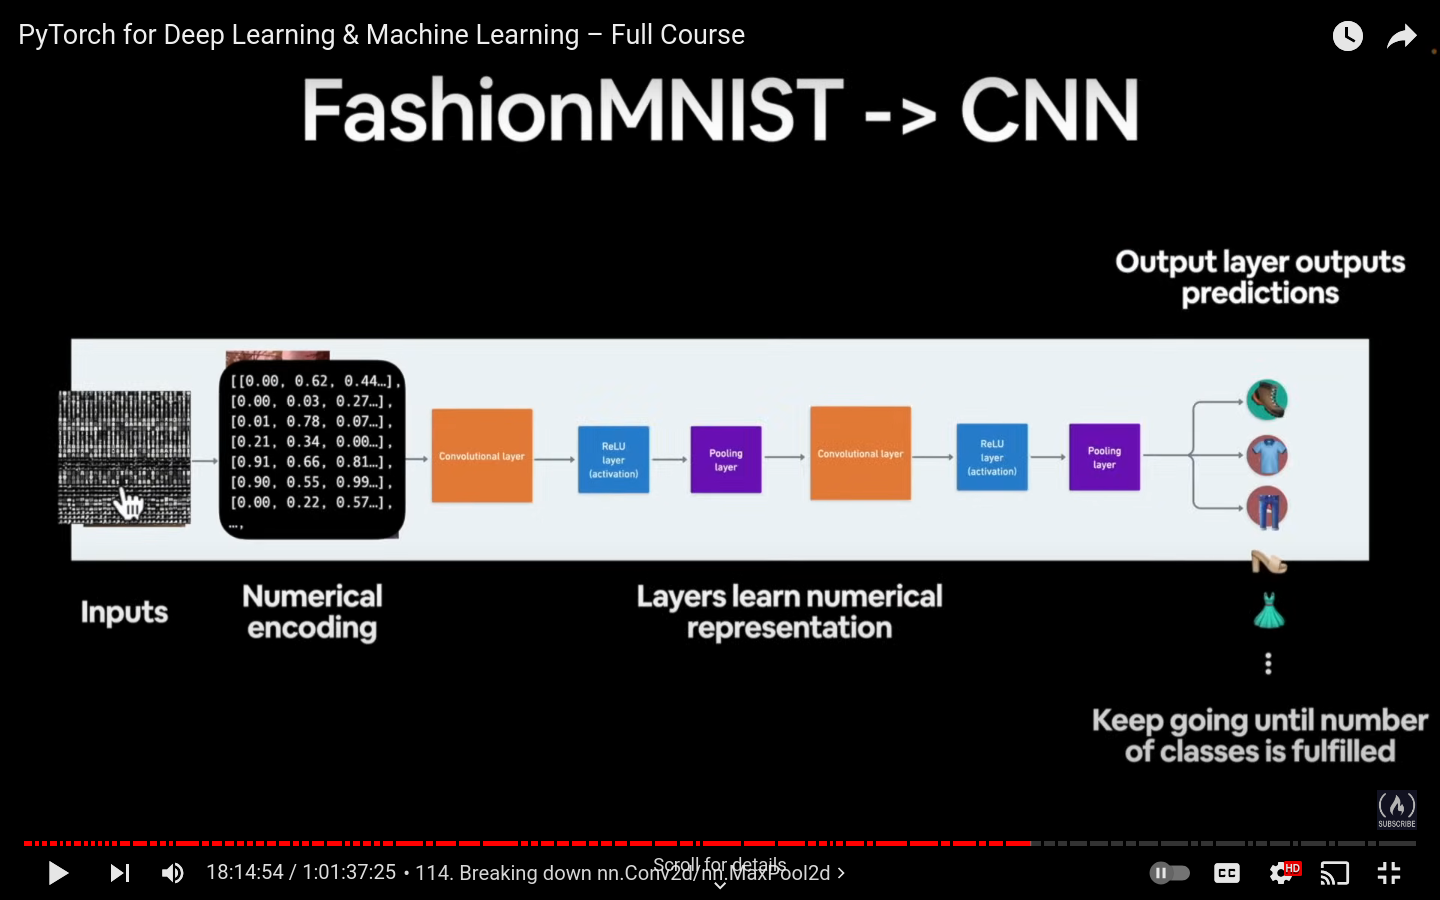 PyTorch for Deep Learning & Machine Learning – Full Course
FashionMNIST -> CNN
Output layer outputs
predictions
[[0.00, 0.62, 0.44…],
[0.00, 0.03, 0.27…],
[0.01, 0.78, 0.07…],
[0.21, 0.34, 0.00…],
[0.91, 0.66, 0.81…],
[0.90, 0.55, 0.99…],
[0.00, 0.22, 0.57…],
…,
Convolutional layer
ReLU
layer
(activation)
Pooling
layer
Convolutional layer
ReLU
layer
(activation)
Pooling
layer
Inputs
Numerical
encoding
Layers learn numerical
representation
Keep going until number
of classes is fulfilled
SUBSCRIBE
Scroll for details
18:14:54 / 1:01:37:25 • 114. Breaking down nn.Conv2d/nn.MaxPool2d
CC
HD